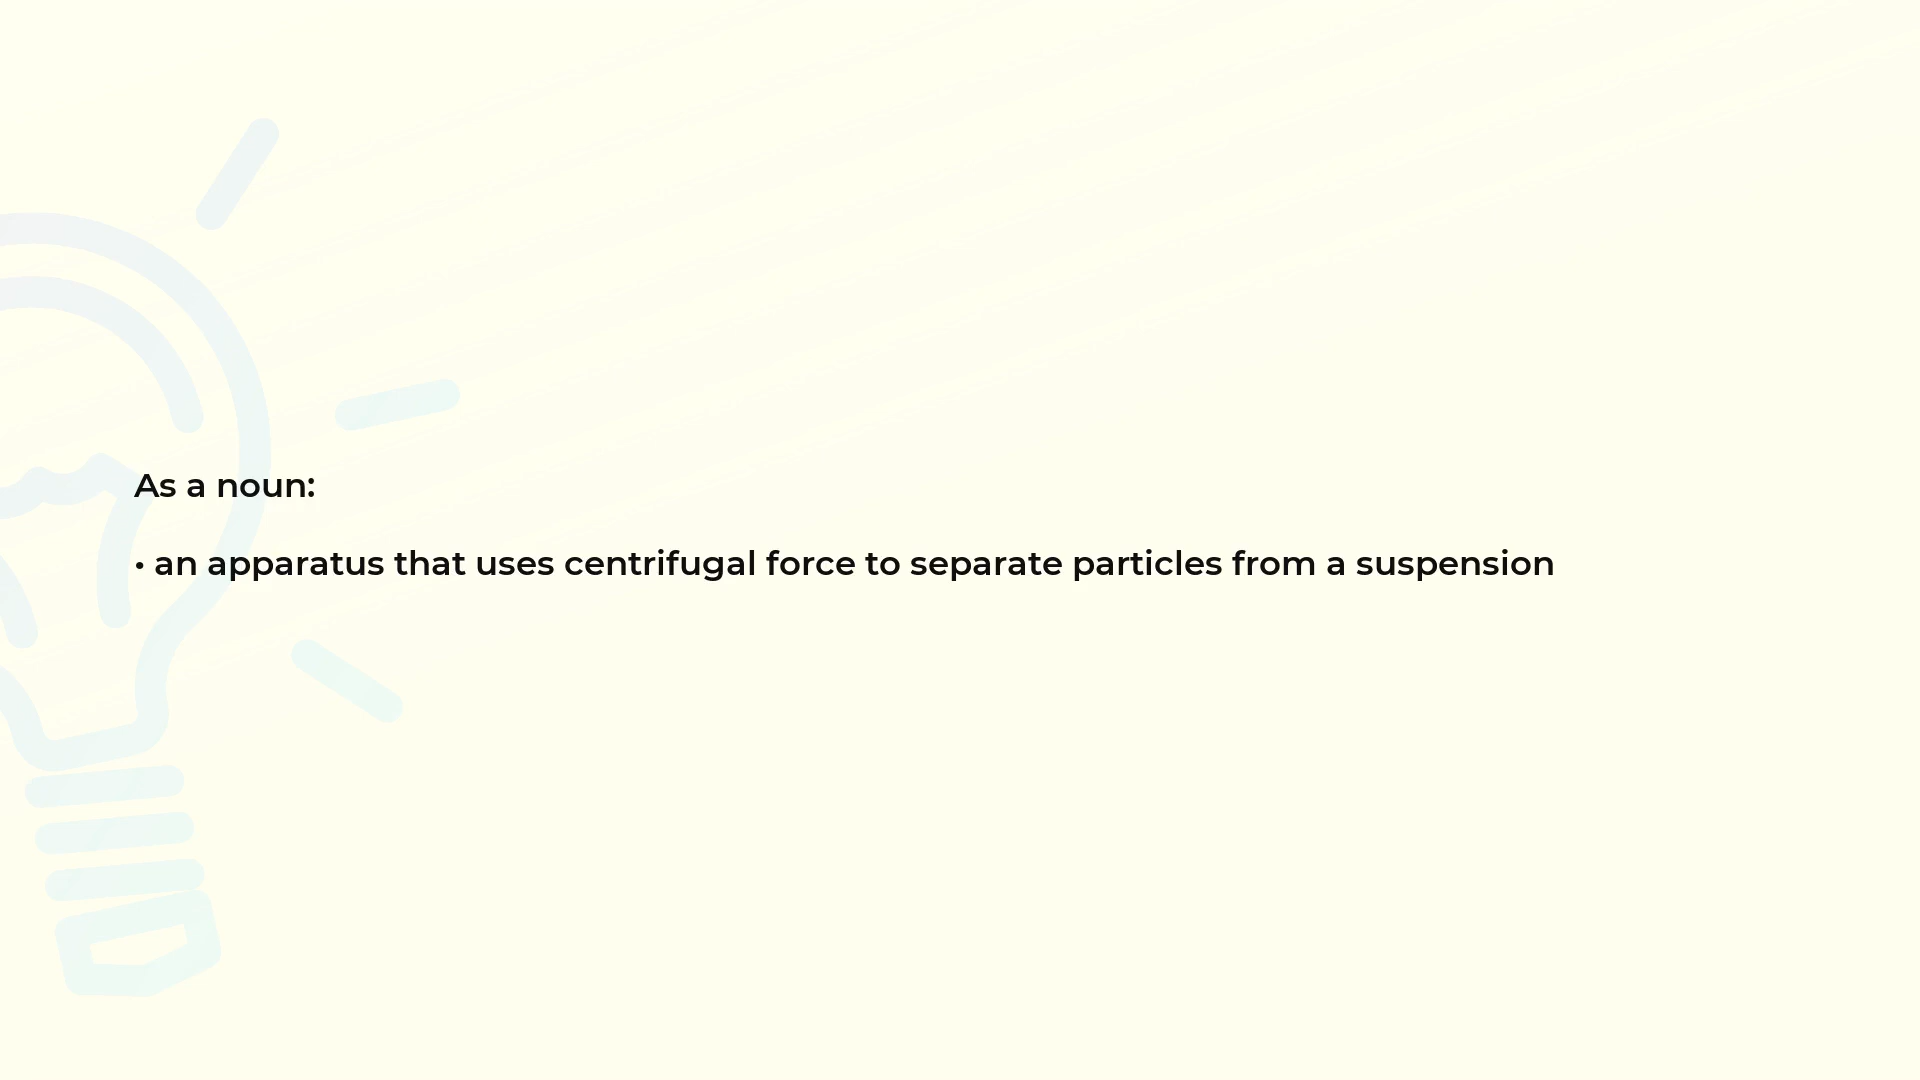 As a noun:
• an apparatus that uses centrifugal force to separate particles from a suspension